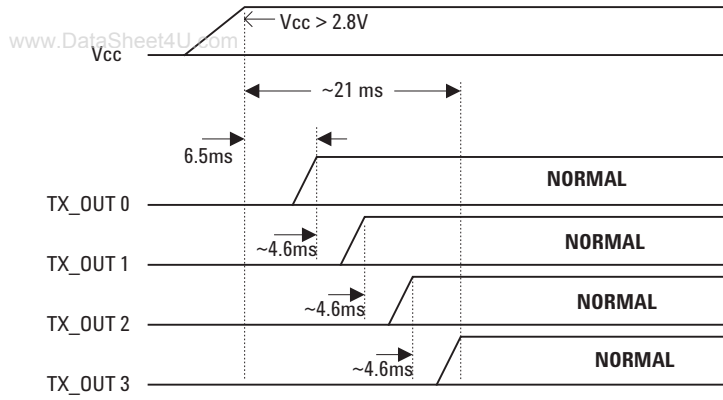 Vcc > 2.8V
www.DataSheet4U.com
Vcc
~21 ms
6.5ms
NORMAL
TX_OUT 0
NORMAL
~4.6ms
TX_OUT 1
NORMAL
~4.6ms
TX_OUT 2
NORMAL
~4.6ms
TX_OUT 3